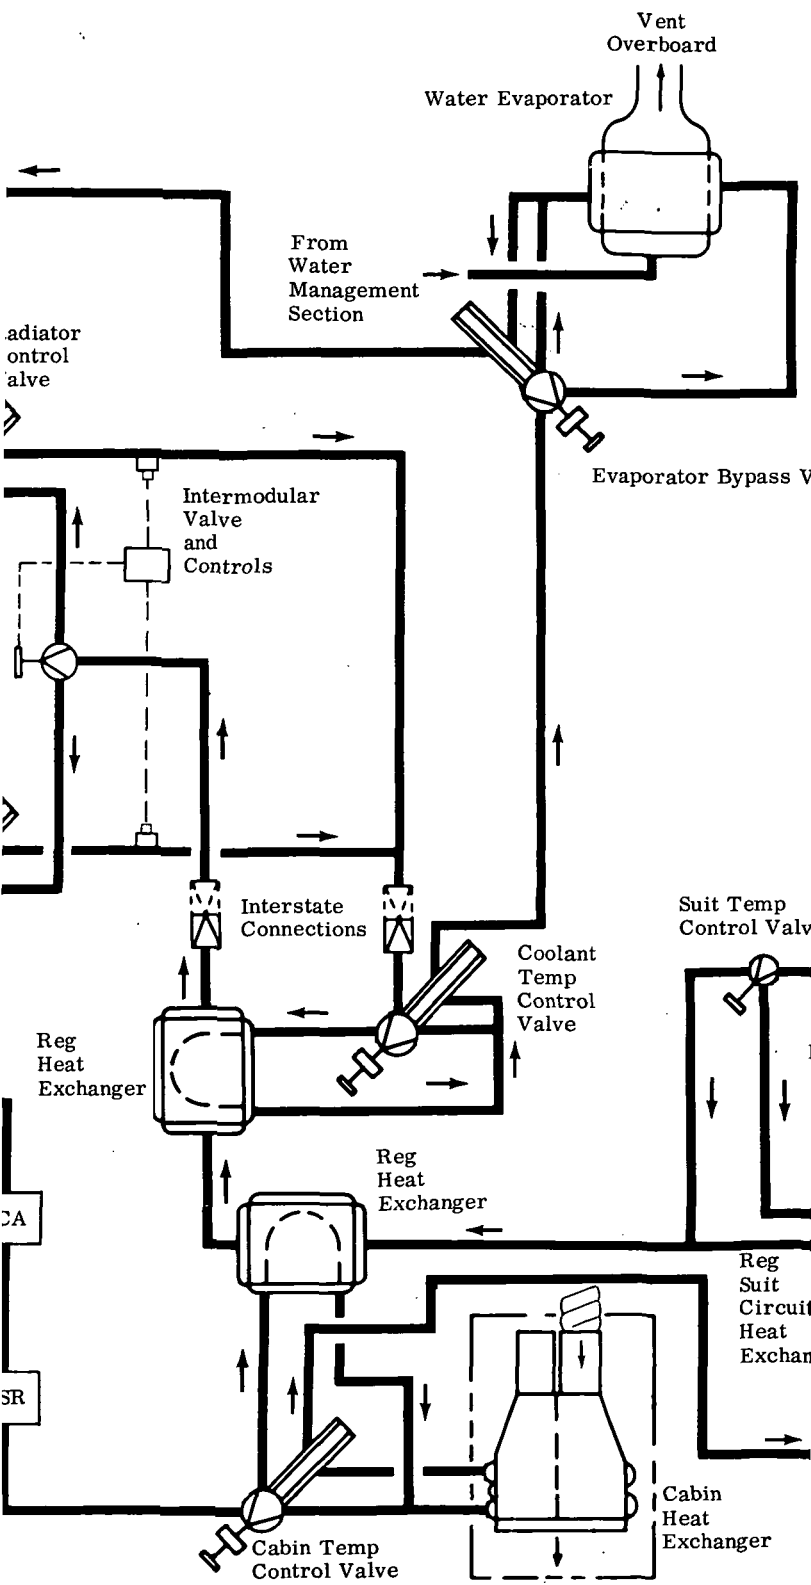 Vent
Overboard
Water Evaporator
From
Water
Management
Section
adiator
ontrol
alve
Evaporator Bypass V
Intermodular
Valve
and
Controls
Interstate
Connections
Suit Temp
Control Valv
Coolant
Temp
Control
Valve
Reg
Heat
Exchanger
Reg
Heat
Exchanger
CA
Reg
Suit
Circuit
Heat
Exchan
SR
Cabin
Heat
Exchanger
Cabin Temp
Control Valve